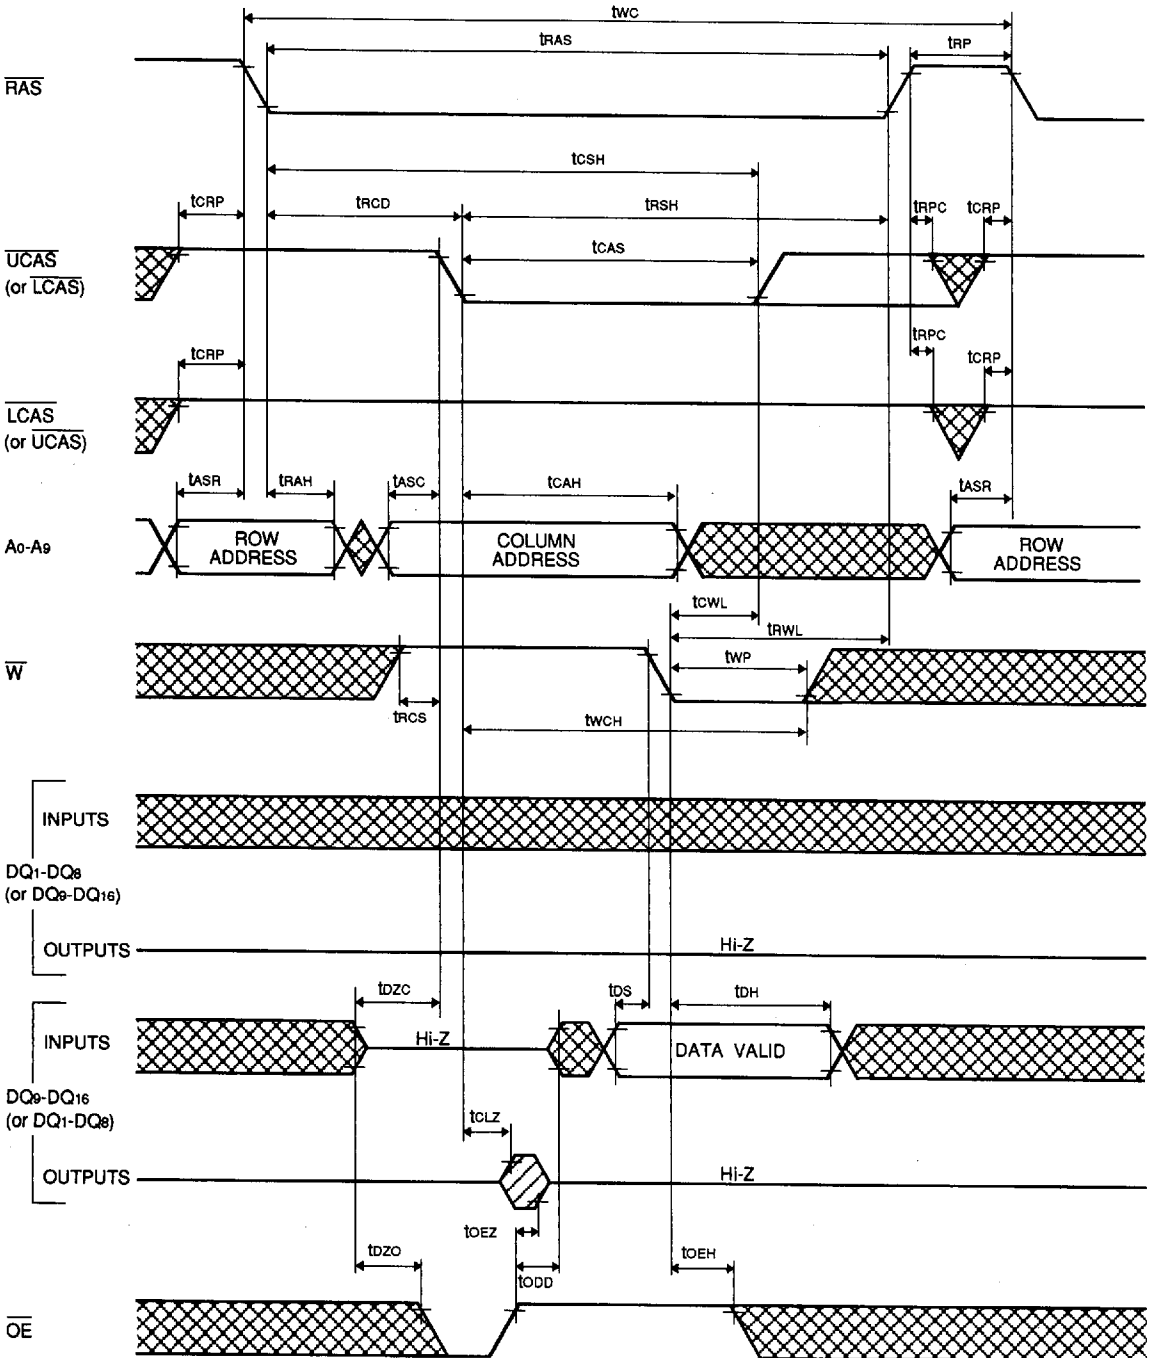 tWC
tRAS
tRP
RAS
tCSH
tCRP
tRCD
tRSH
tRPC
tCRP
UCAS
(or LCAS)
tCAS
tCRP
tRPC
tCRP
LCAS
(or UCAS)
tASR
tRAH
tASC
tCAH
tASR
A0-A9
ROW
ADDRESS
COLUMN
ADDRESS
ROW
ADDRESS
tCWL
tRWL
W
tWP
tRCS
tWCH
INPUTS
DQ1-DQ8
(or DQ9-DQ16)
OUTPUTS
Hi-Z
tDZC
tDS
tDH
INPUTS
Hi-Z
DATA VALID
DQ9-DQ16
(or DQ1-DQ8)
tCLZ
OUTPUTS
Hi-Z
tOEZ
tDZO
tODD
tOEH
OE